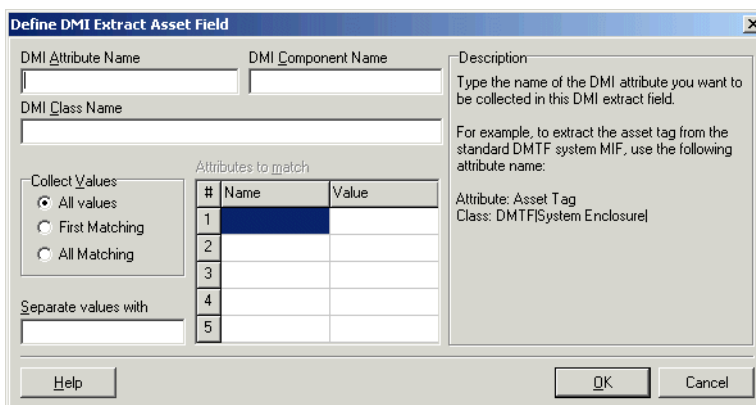 Define DMI Extract Asset Field
DMI Attribute Name
DMI Component Name
DMI Class Name
Collect Values
All values
First Matching
All Matching
Separate values with
Attributes to match
# Name Value
1
2
3
4
5
Description
Type the name of the DMI attribute you want to
be collected in this DMI extract field.
For example, to extract the asset tag from the
standard DMTF system MIF, use the following
attribute name:
Attribute: Asset Tag
Class: DMTF|System Enclosure|
Help
OK
Cancel